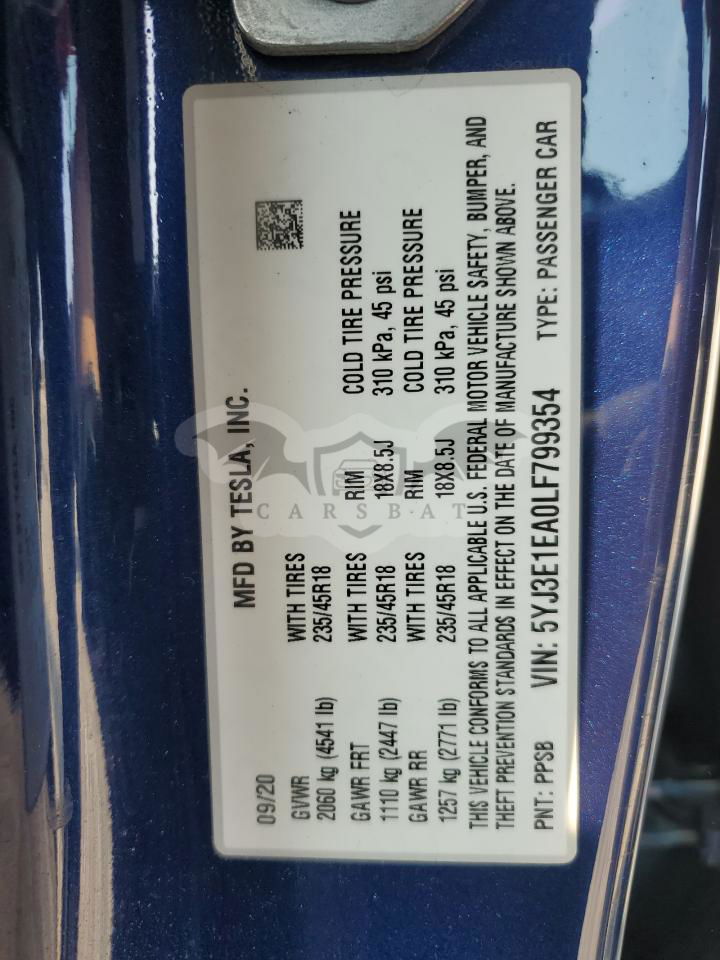 MFD BY TESLA, INC.
09/20
GVWR WITH TIRES
2060 kg (4541 lb) 235/45R18
GAWR FRT WITH TIRES RIM COLD TIRE PRESSURE
1110 kg (2447 lb) 235/45R18 18X8.5J 310 kPa, 45 psi
GAWR RR WITH TIRES RIM COLD TIRE PRESSURE
1257 kg (2771 lb) 235/45R18 18X8.5J 310 kPa, 45 psi
THIS VEHICLE CONFORMS TO ALL APPLICABLE U.S. FEDERAL MOTOR VEHICLE SAFETY, BUMPER, AND
THEFT PREVENTION STANDARDS IN EFFECT ON THE DATE OF MANUFACTURE SHOWN ABOVE.
PNT: PPSB VIN: 5YJ3E1EA0LF799354 TYPE: PASSENGER CAR
CARSBAT